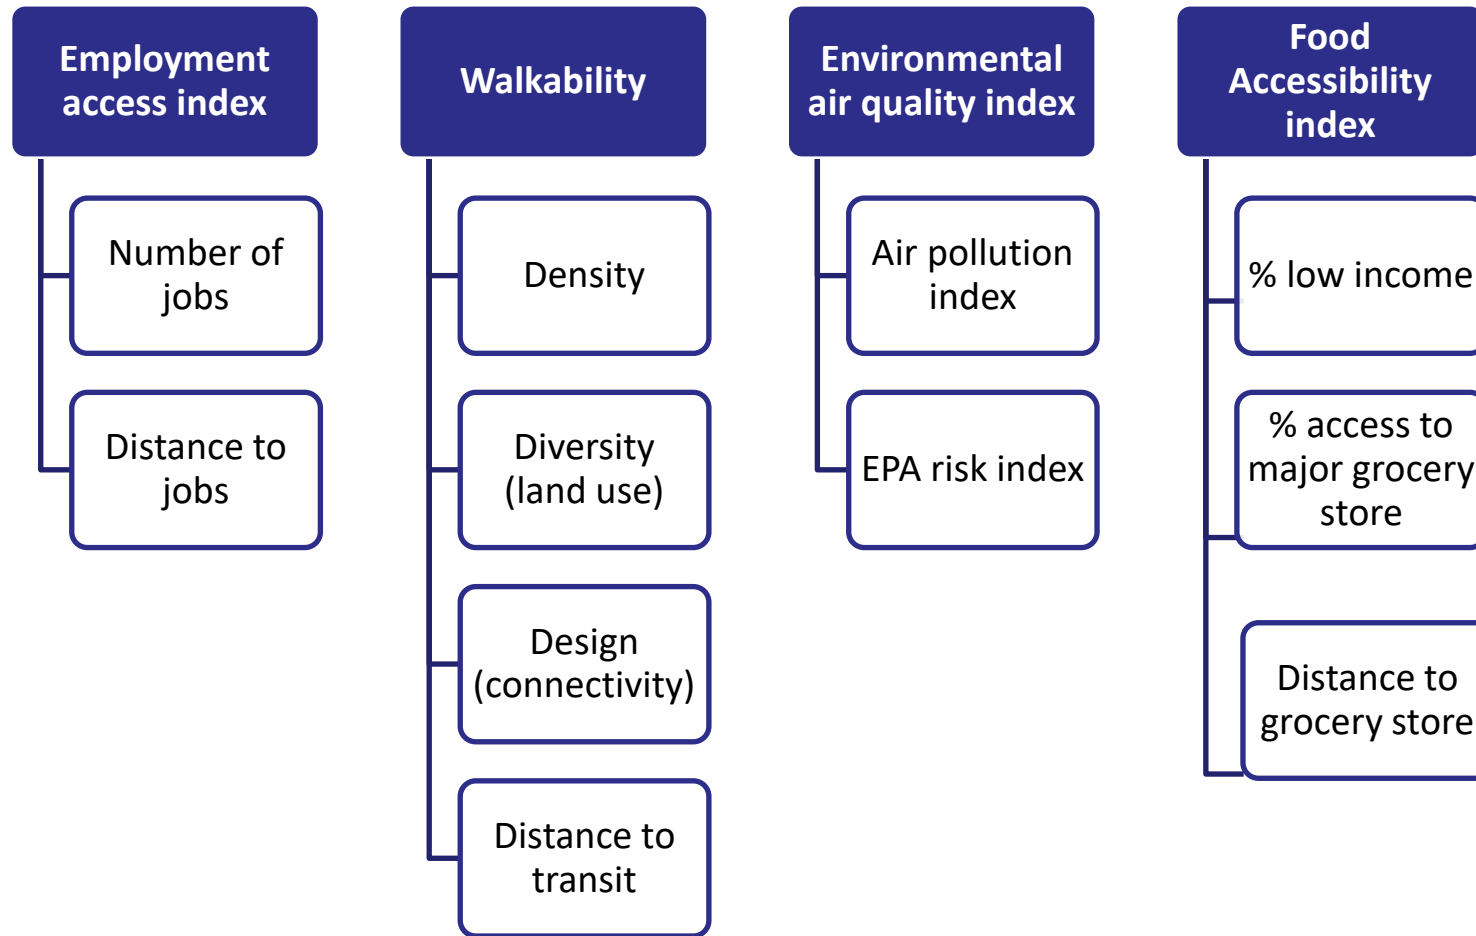 Employment
access index
Number of
jobs
Distance to
jobs
Walkability
Density
Diversity
(land use)
Design
(connectivity)
Distance to
transit
Environmental
air quality index
Air pollution
index
EPA risk index
Food
Accessibility
index
% low income
% access to
major grocery
store
Distance to
grocery store